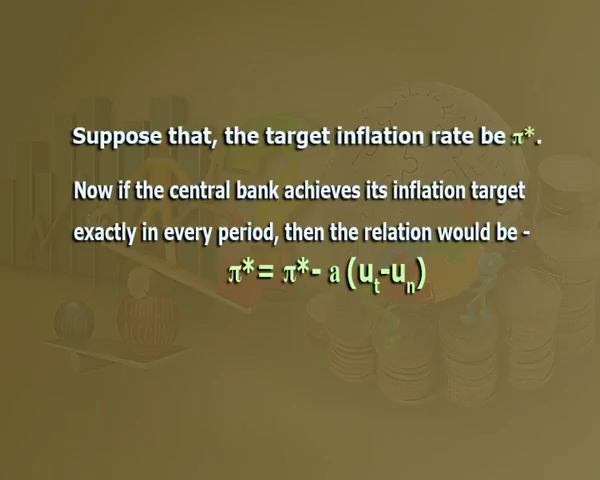 Suppose that, the target inflation rate be π*.
Now if the central bank achieves its inflation target
exactly in every period, then the relation would be -
π*= π*- a (uₜ-uₙ)